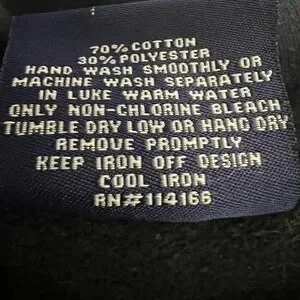 70% COTTON
30% POLYESTER
HAND WASH SMOOTHLY OR
MACHINE WASH SEPARATELY
IN LUKE WARM WATER
ONLY NON-CHLORINE BLEACH
TUMBLE DRY LOW OR HANG DRY
REMOVE PROMPTLY
KEEP IRON OFF DESIGN
COOL IRON
RN#114166